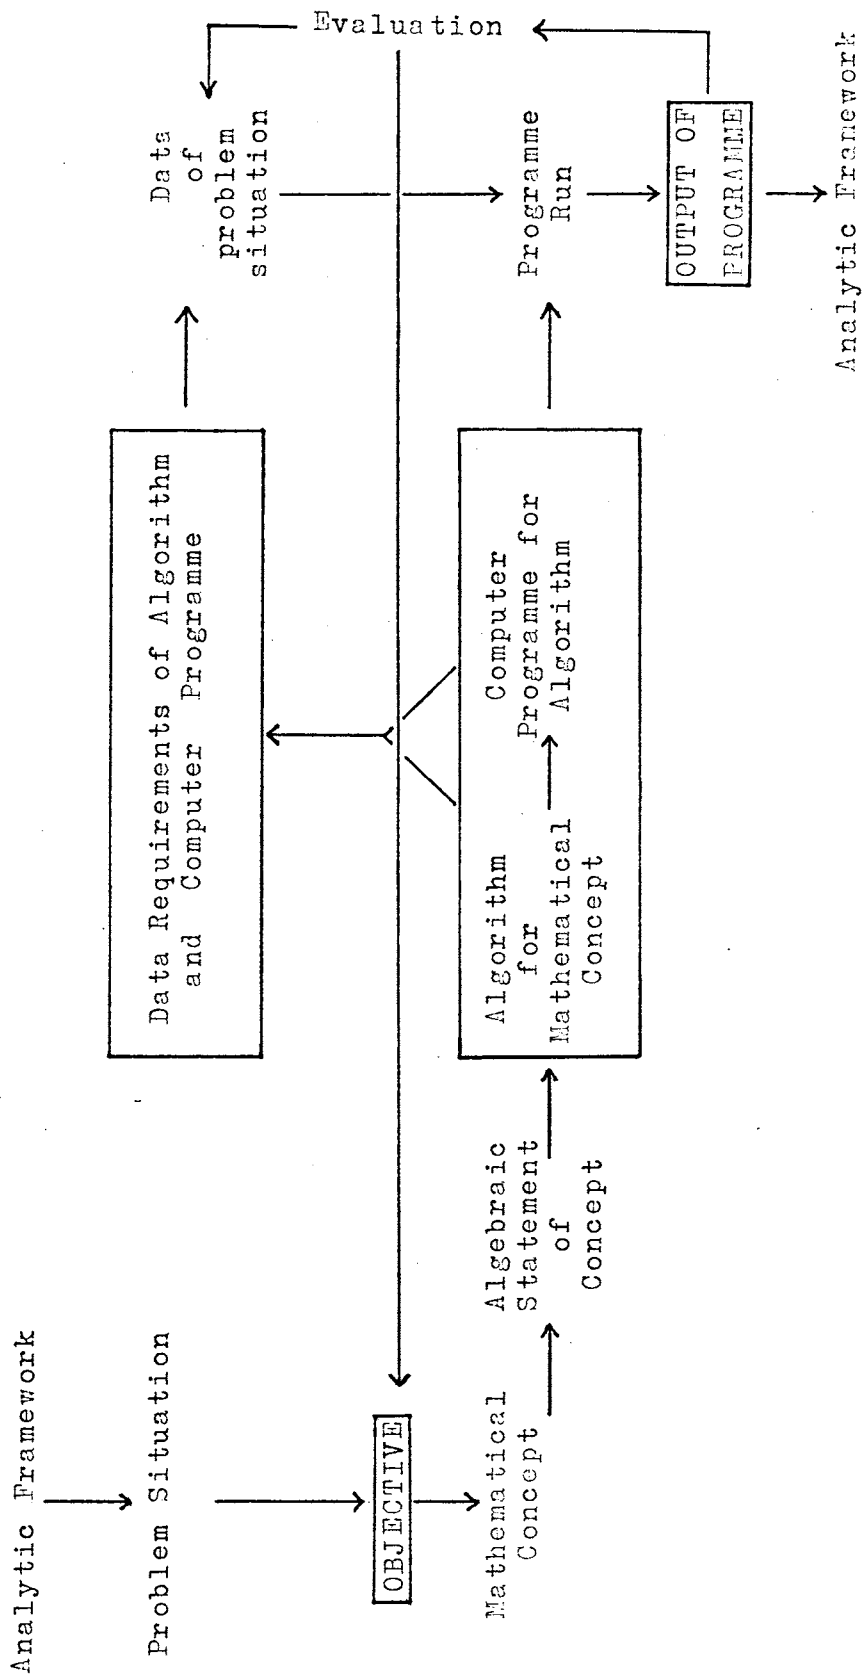 Analytic Framework
Problem Situation
OBJECTIVE
Mathematical
Concept
Algebraic
Statement
of
Concept
Data Requirements of Algorithm
and Computer Programme
Algorithm
for
Mathematical
Concept
Computer
Programme for
Algorithm
Data
of
problem
situation
Evaluation
Programme
Run
OUTPUT OF
PROGRAMME
Analytic Framework